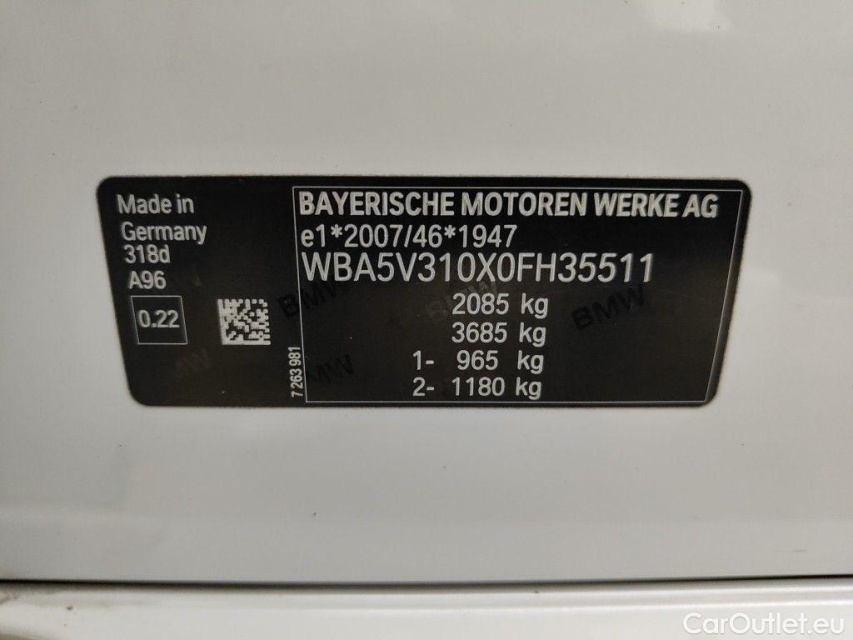 Made in
Germany
318d
A96
0.22
7 263 981
BAYERISCHE MOTOREN WERKE AG
e1*2007/46*1947
WBA5V310X0FH35511
2085 kg
3685 kg
1- 965 kg
2- 1180 kg
BMW
BMW
BMW
BMW
BMW
CarOutlet.eu